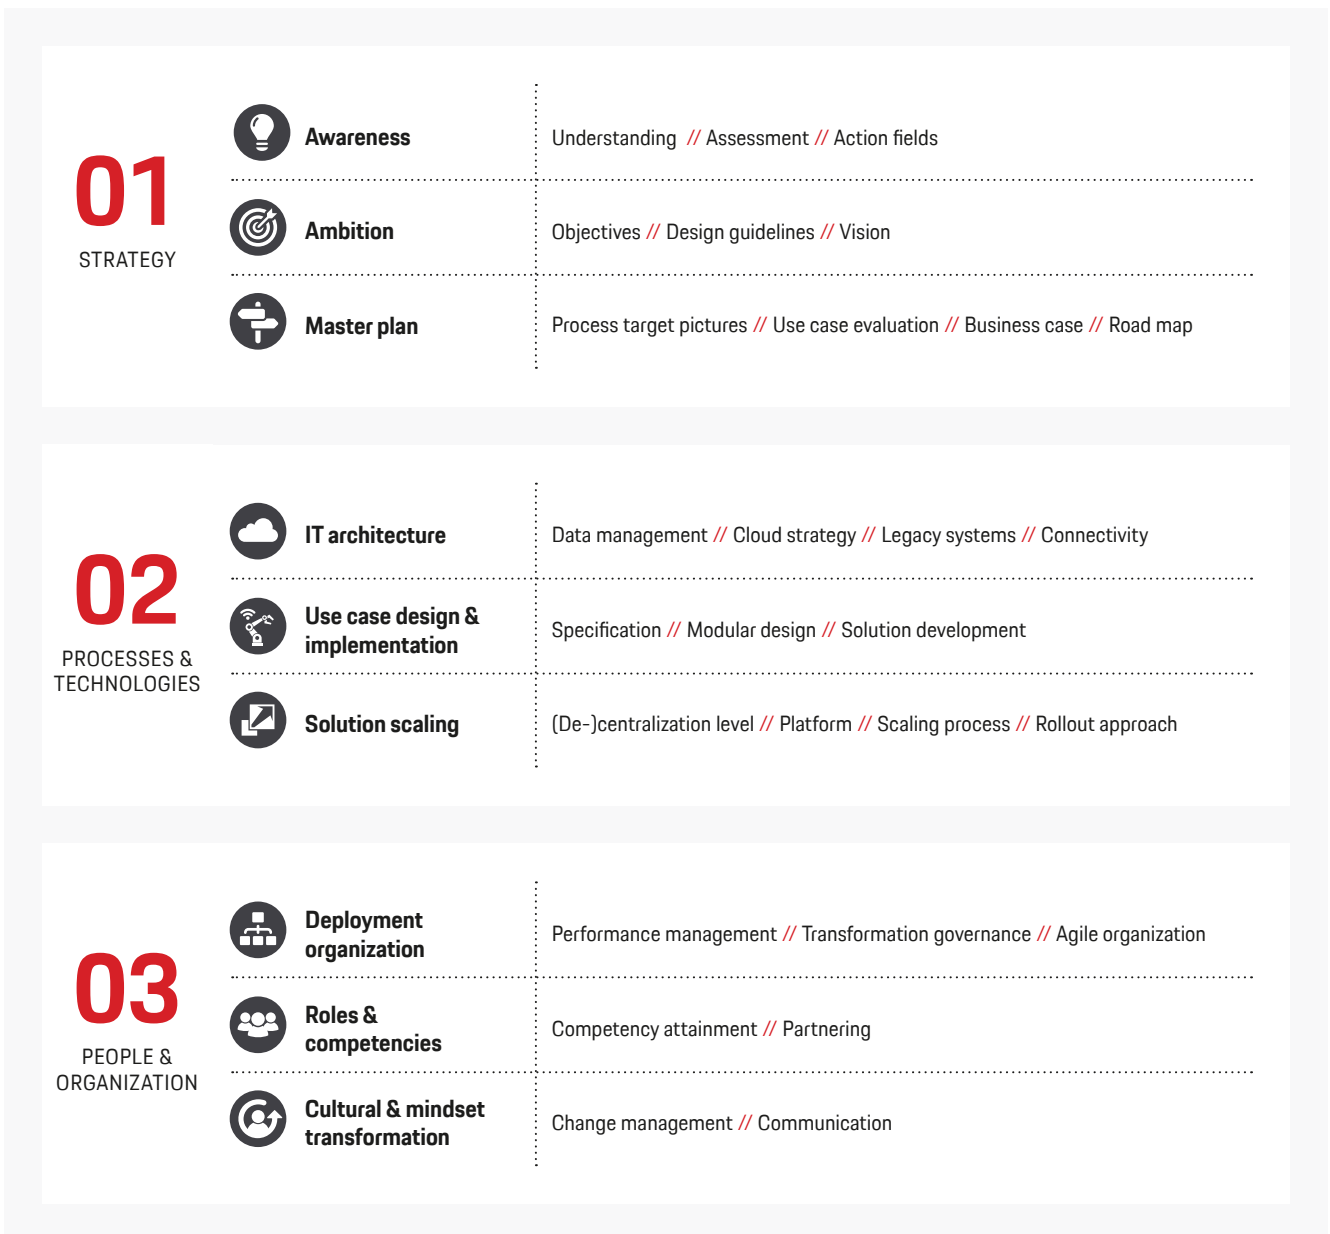 01
STRATEGY
Awareness
Understanding // Assessment // Action fields
Ambition
Objectives // Design guidelines // Vision
Master plan
Process target pictures // Use case evaluation // Business case // Road map
02
PROCESSES &
TECHNOLOGIES
IT architecture
Data management // Cloud strategy // Legacy systems // Connectivity
Use case design &
implementation
Specification // Modular design // Solution development
Solution scaling
(De-)centralization level // Platform // Scaling process // Rollout approach
03
PEOPLE &
ORGANIZATION
Deployment
organization
Performance management // Transformation governance // Agile organization
Roles &
competencies
Competency attainment // Partnering
Cultural & mindset
transformation
Change management // Communication